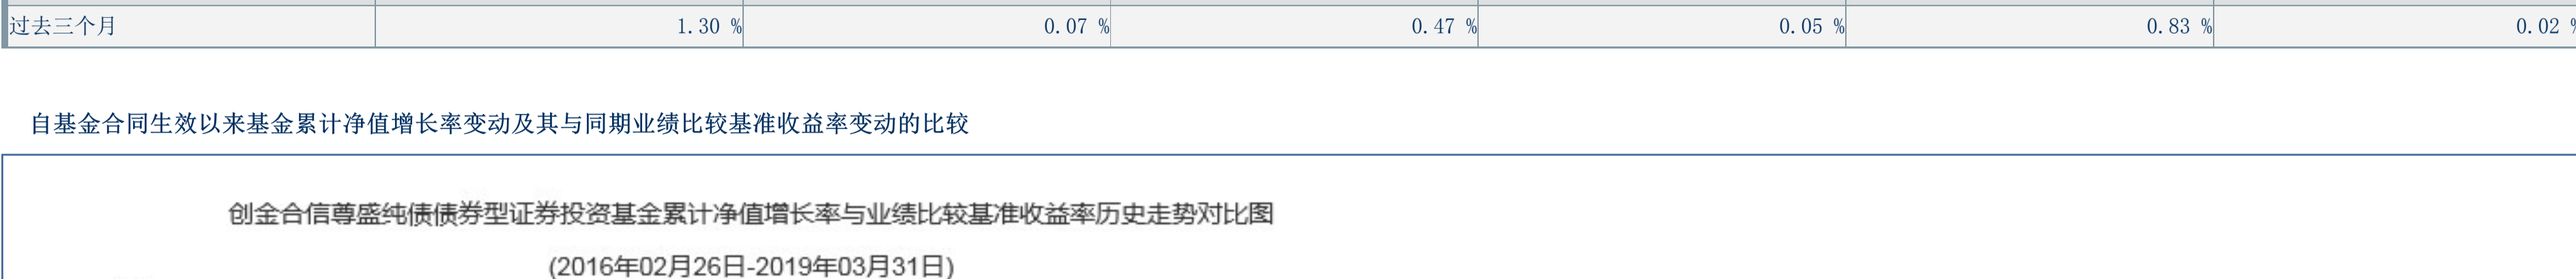 过去三个月 1.30 % 0.07 % 0.47 % 0.05 % 0.83 % 0.02 %
自基金合同生效以来基金累计净值增长率变动及其与同期业绩比较基准收益率变动的比较
创金合信尊盛纯债债券型证券投资基金累计净值增长率与业绩比较基准收益率历史走势对比图
(2016年02月26日-2019年03月31日)